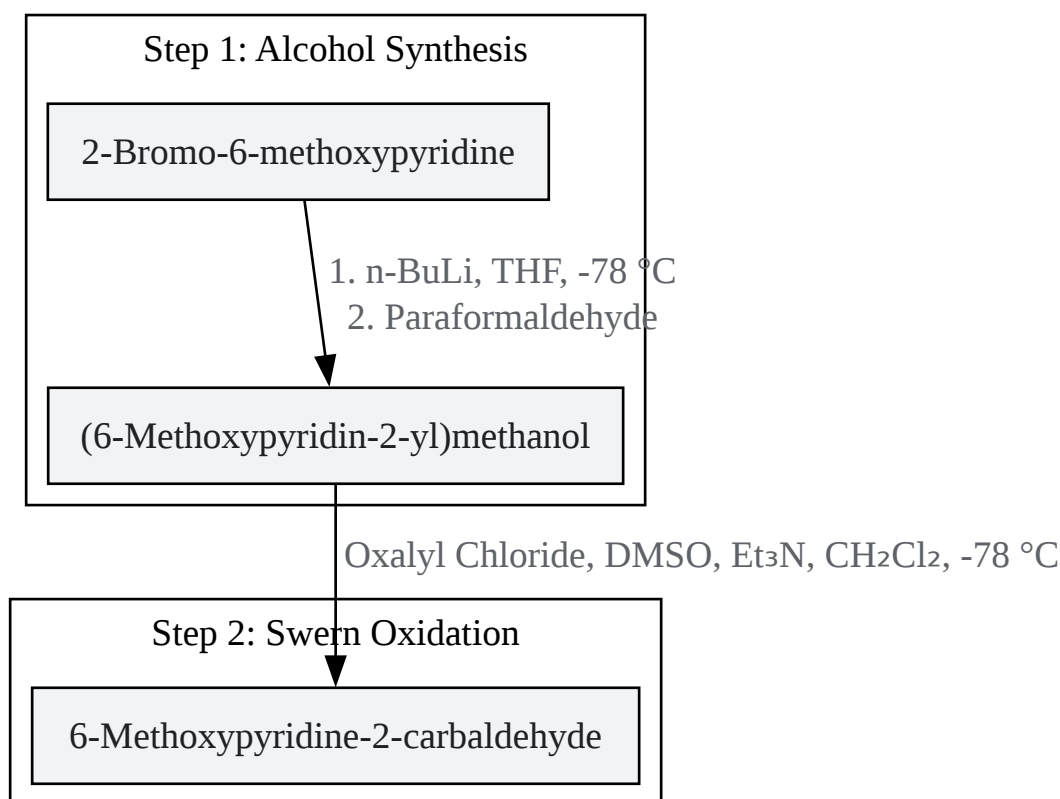 Step 1: Alcohol Synthesis
2-Bromo-6-methoxypyridine
1. n-BuLi, THF, -78 °C
2. Paraformaldehyde
(6-Methoxypyridin-2-yl)methanol
Oxalyl Chloride, DMSO, Et₃N, CH₂Cl₂, -78 °C
Step 2: Swern Oxidation
6-Methoxypyridine-2-carbaldehyde